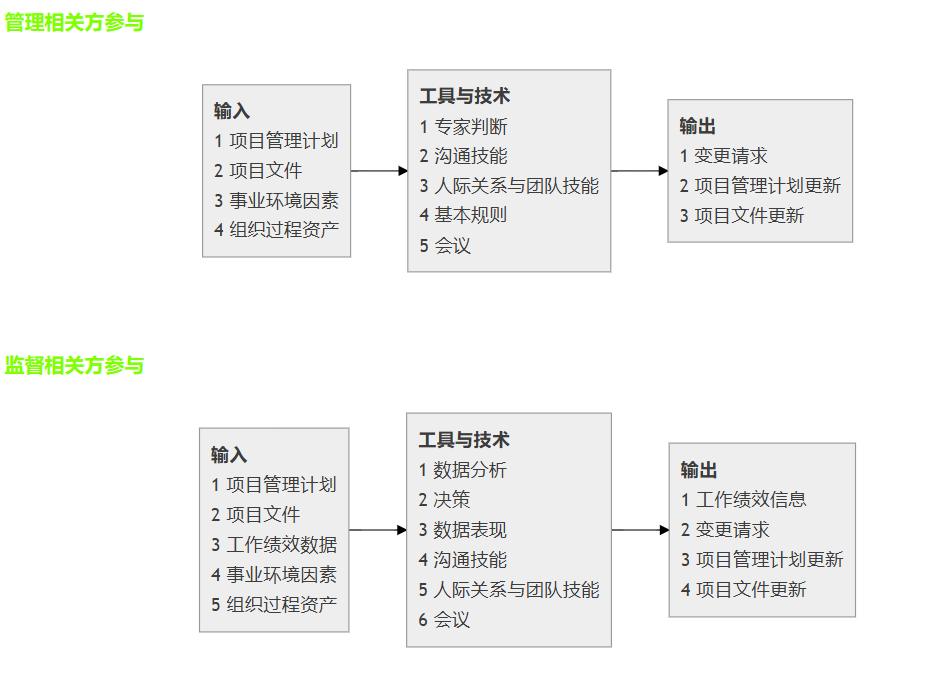 管理相关方参与
输入
1 项目管理计划
2 项目文件
3 事业环境因素
4 组织过程资产
工具与技术
1 专家判断
2 沟通技能
3 人际关系与团队技能
4 基本规则
5 会议
输出
1 变更请求
2 项目管理计划更新
3 项目文件更新
监督相关方参与
输入
1 项目管理计划
2 项目文件
3 工作绩效数据
4 事业环境因素
5 组织过程资产
工具与技术
1 数据分析
2 决策
3 数据表现
4 沟通技能
5 人际关系与团队技能
6 会议
输出
1 工作绩效信息
2 变更请求
3 项目管理计划更新
4 项目文件更新